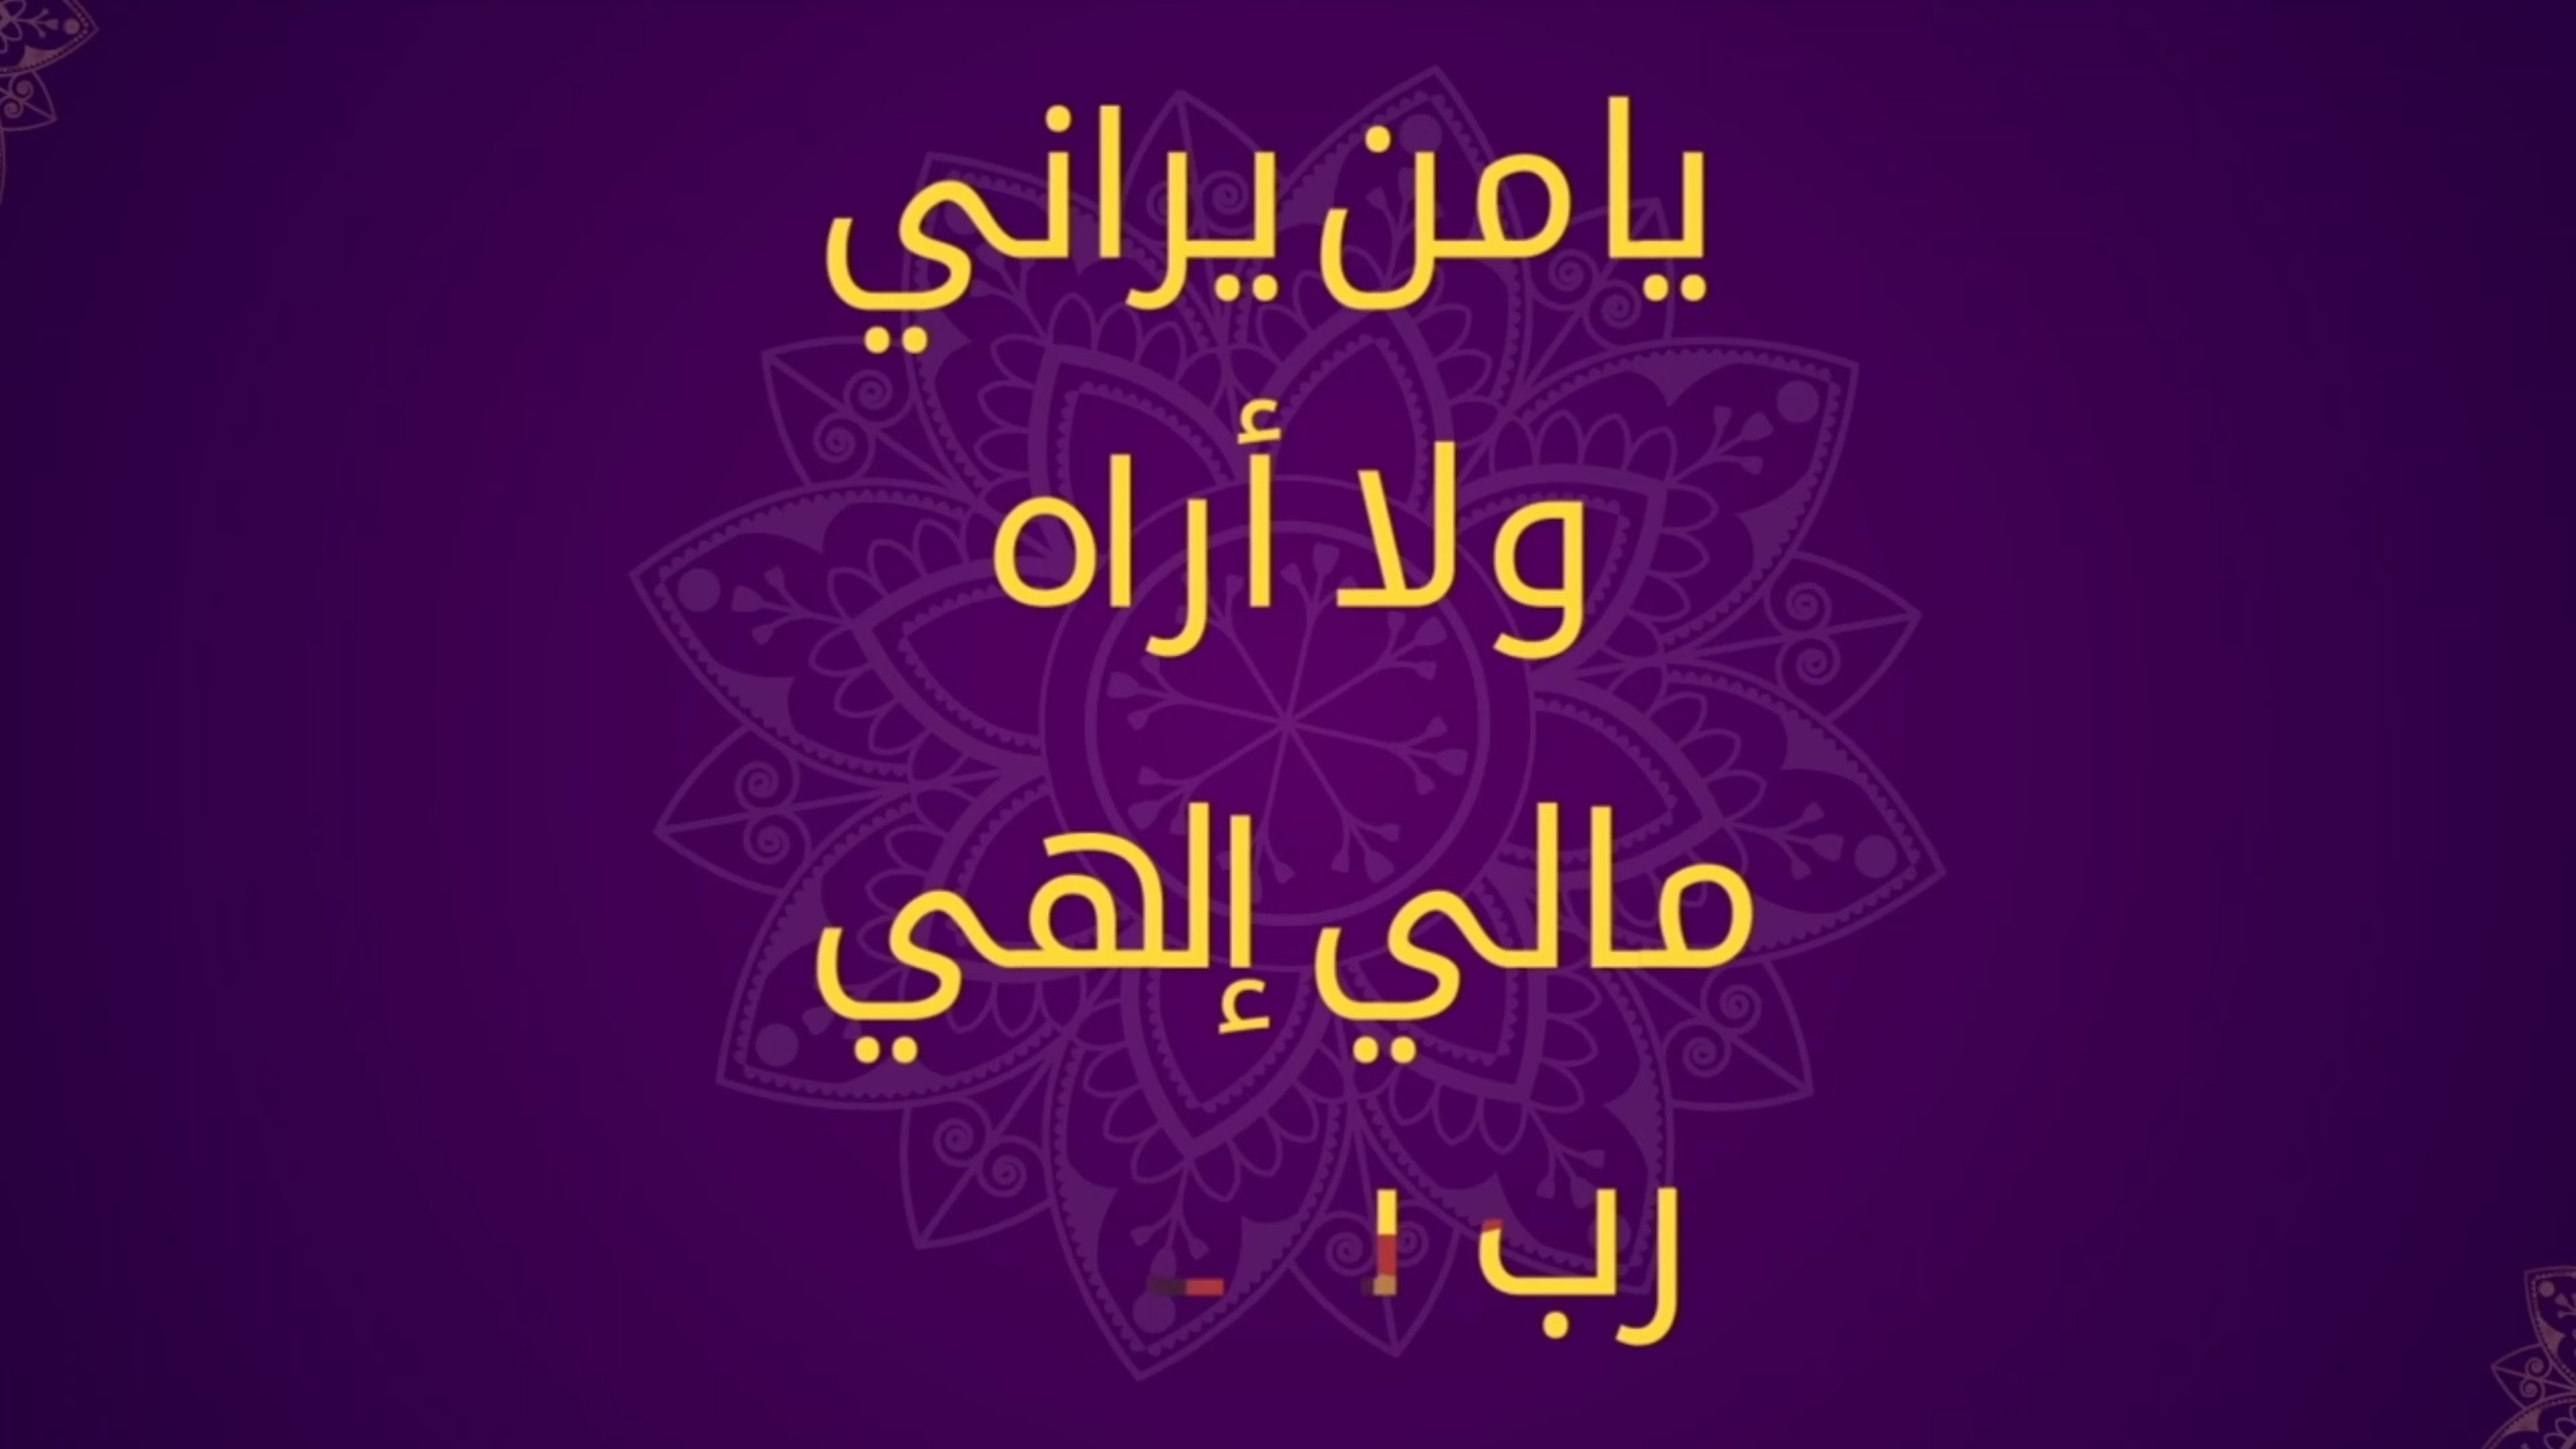 يا من يراني
ولا أراه
مالي إلهي
رب